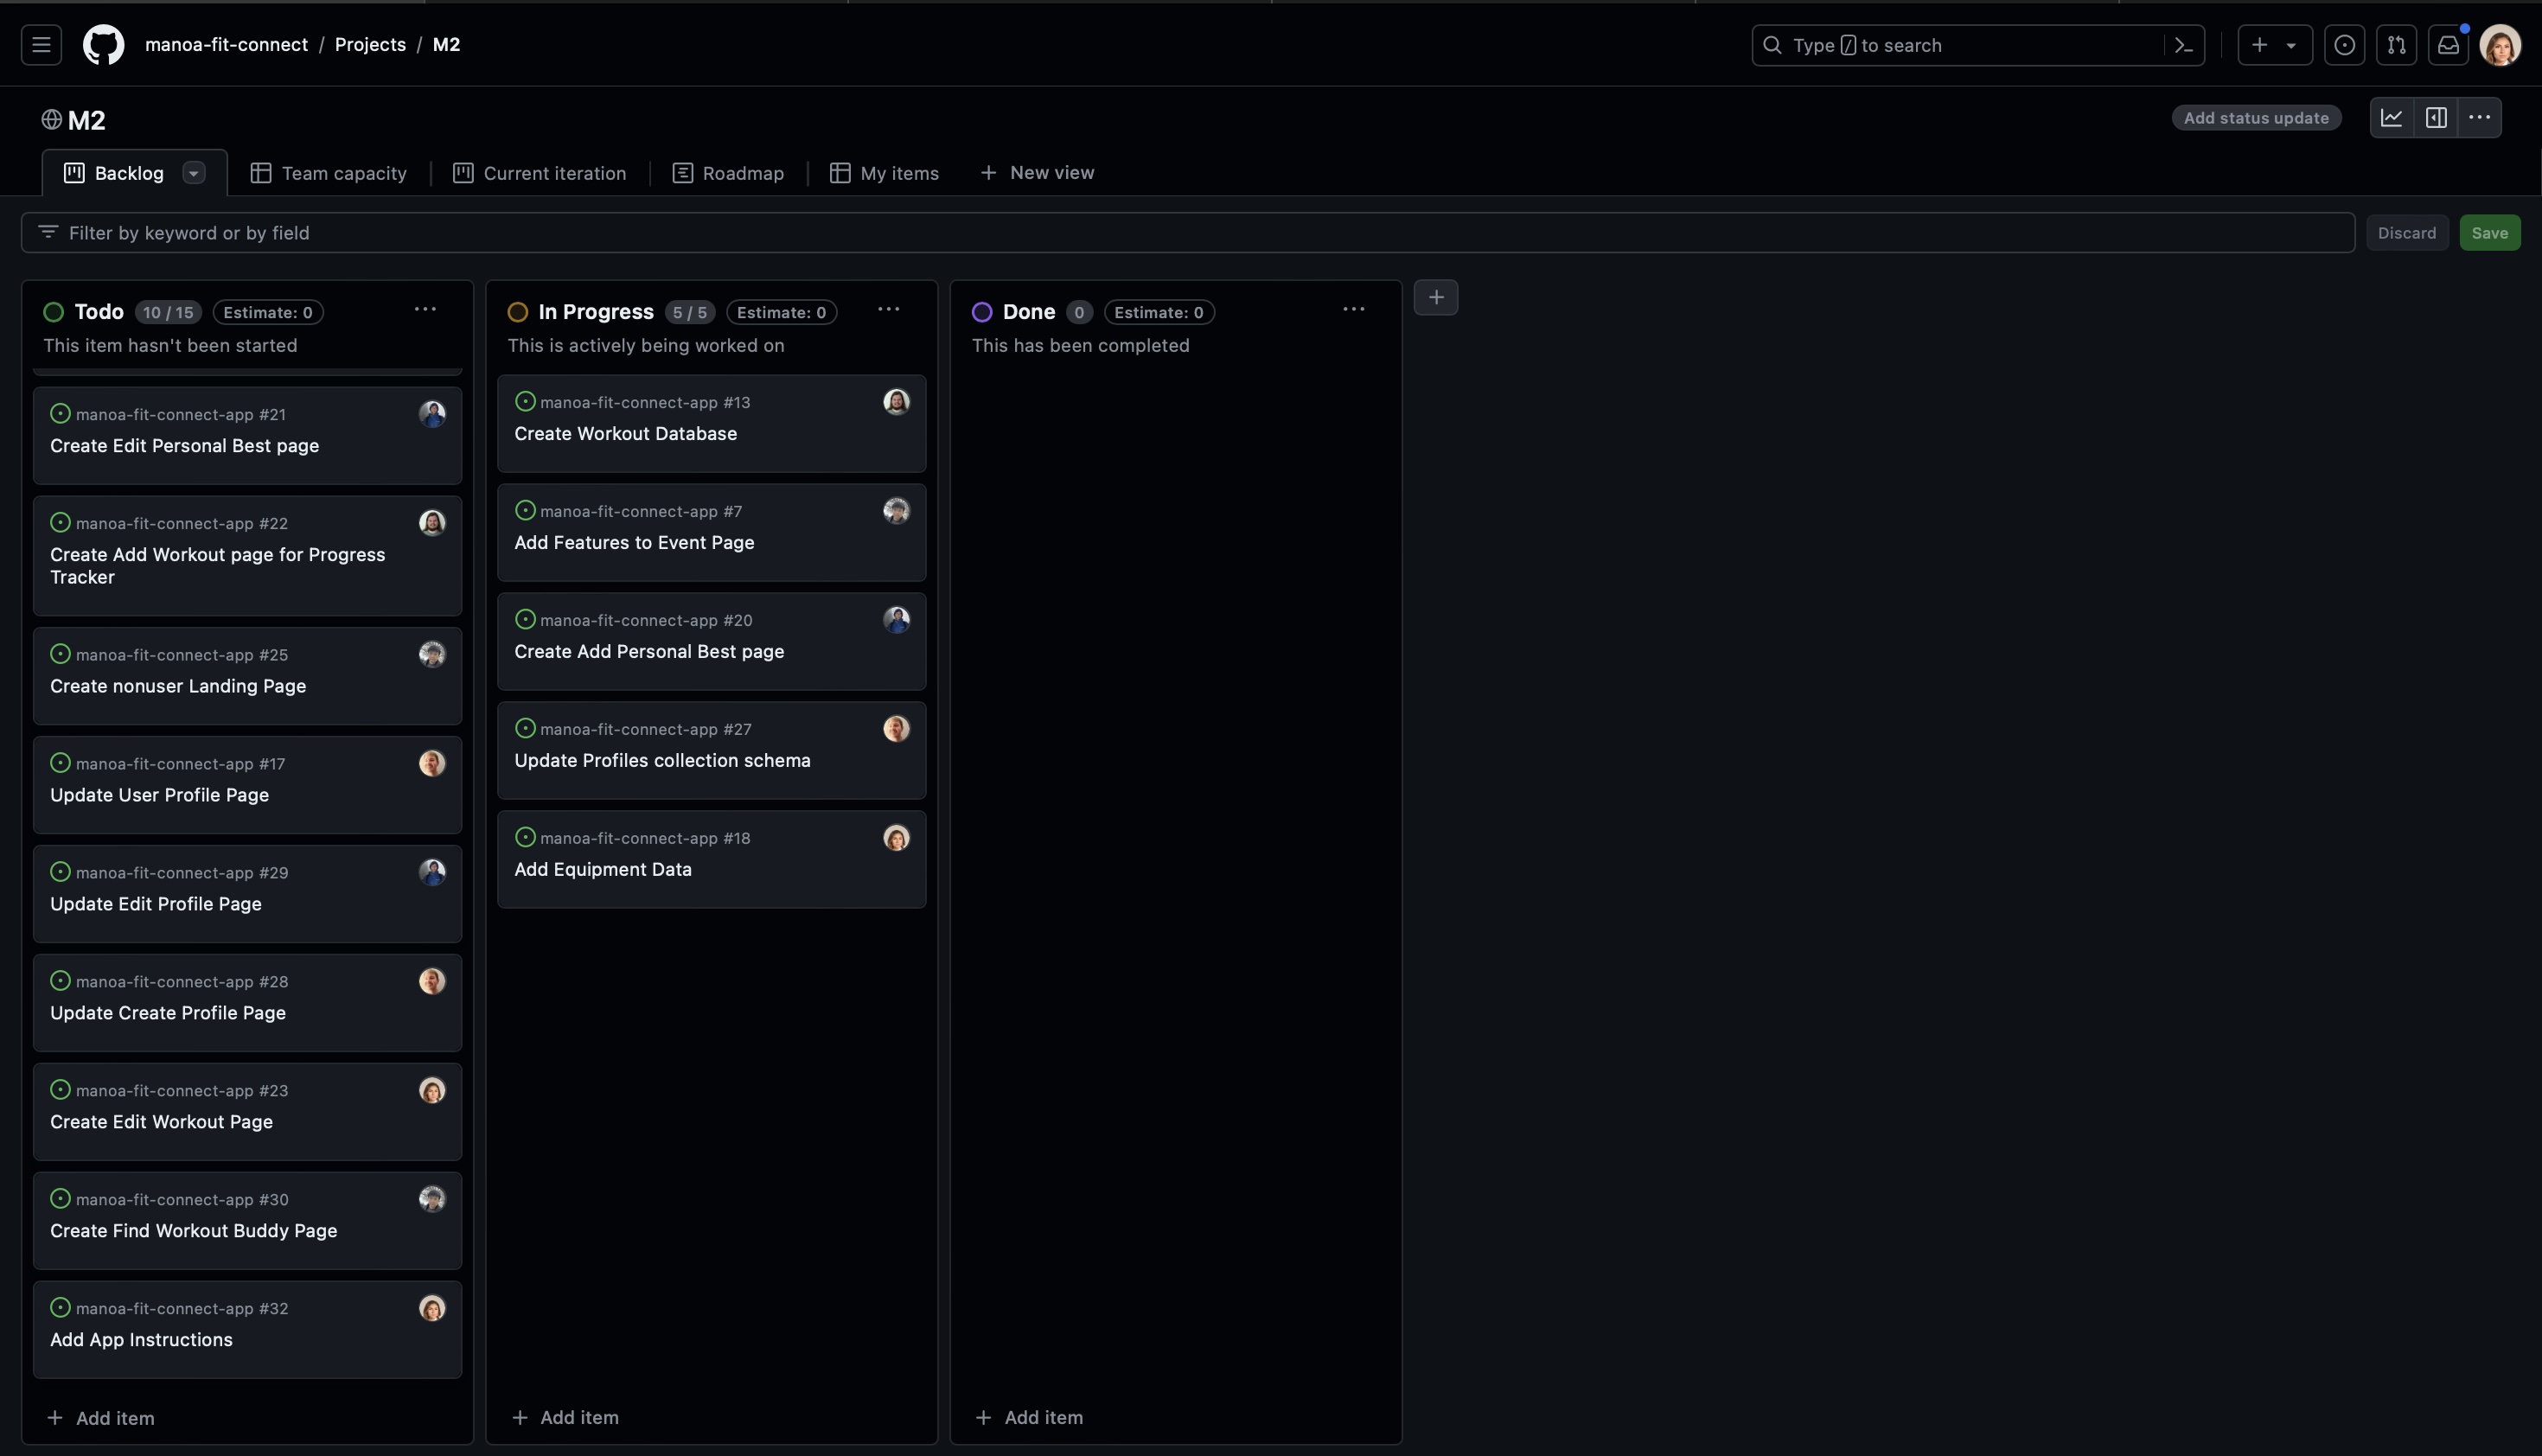 manoa-fit-connect / Projects / M2
Type / to search
M2
Add status update
Backlog
Team capacity
Current iteration
Roadmap
My items
New view
Filter by keyword or by field
Discard
Save
Todo 10 / 15 Estimate: 0
This item hasn't been started
manoa-fit-connect-app #21
Create Edit Personal Best page
manoa-fit-connect-app #22
Create Add Workout page for Progress
Tracker
manoa-fit-connect-app #25
Create nonuser Landing Page
manoa-fit-connect-app #17
Update User Profile Page
manoa-fit-connect-app #29
Update Edit Profile Page
manoa-fit-connect-app #28
Update Create Profile Page
manoa-fit-connect-app #23
Create Edit Workout Page
manoa-fit-connect-app #30
Create Find Workout Buddy Page
manoa-fit-connect-app #32
Add App Instructions
Add item
In Progress 5 / 5 Estimate: 0
This is actively being worked on
manoa-fit-connect-app #13
Create Workout Database
manoa-fit-connect-app #7
Add Features to Event Page
manoa-fit-connect-app #20
Create Add Personal Best page
manoa-fit-connect-app #27
Update Profiles collection schema
manoa-fit-connect-app #18
Add Equipment Data
Add item
Done 0 Estimate: 0
This has been completed
Add item